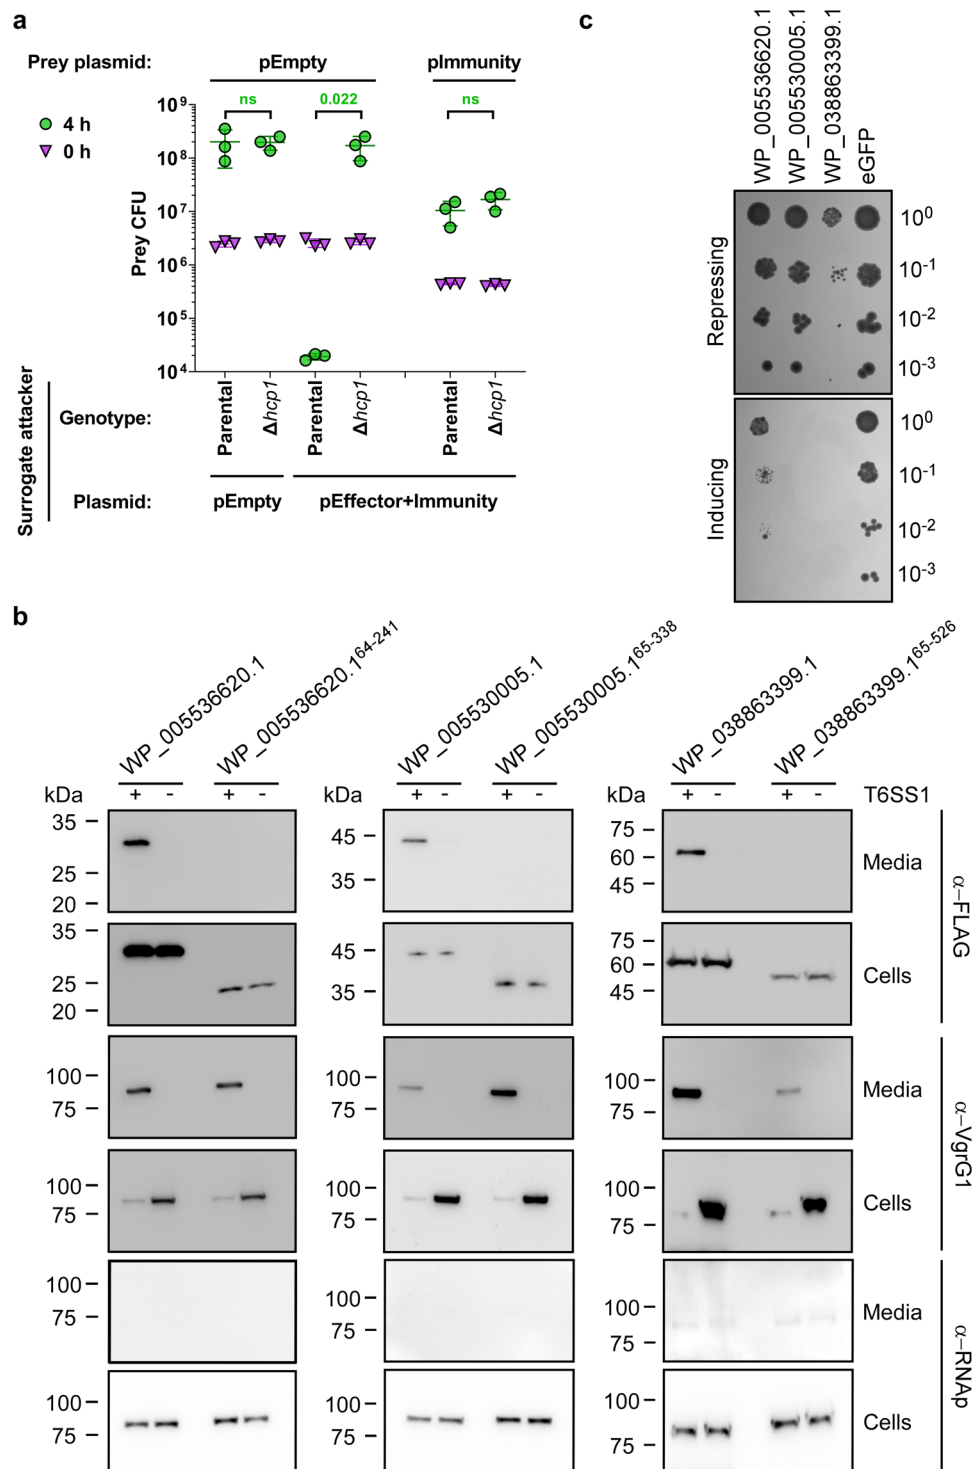 a
Prey plasmid:
pEmpty
pImmunity
4 h
0 h
ns
0.022
ns
Prey CFU
10⁹
10⁸
10⁷
10⁶
10⁵
10⁴
Surrogate attacker
Genotype:
Parental
Δhcp1
Parental
Δhcp1
Parental
Δhcp1
Plasmid:
pEmpty
pEffector+Immunity
c
WP_005536620.1
WP_005530005.1
WP_038863399.1
eGFP
Repressing
10⁰
10⁻¹
10⁻²
10⁻³
Inducing
10⁰
10⁻¹
10⁻²
10⁻³
b
WP_005536620.1
WP_005536620.1⁶⁴⁻²⁴¹
WP_005530005.1
WP_005530005.1⁶⁵⁻³³⁸
WP_038863399.1
WP_038863399.1⁶⁵⁻⁵²⁶
kDa + - + - kDa + - + - kDa + - + - T6SS1
35
25
20
45
35
75
60
45
Media
35
25
20
45
35
75
60
45
Cells
α–FLAG
100
75
100
75
100
75
Media
100
75
100
75
100
75
Cells
α–VgrG1
100
75
100
75
100
75
Media
100
75
100
75
100
75
Cells
α–RNAp